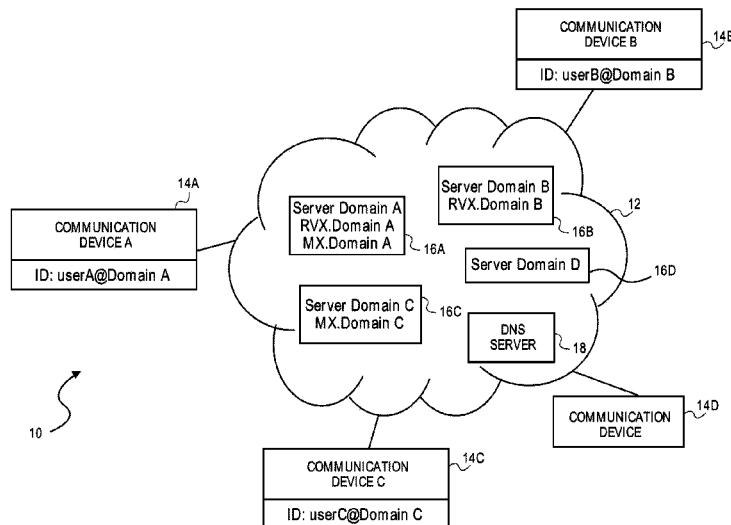 COMMUNICATION
DEVICE B
14B
ID: userB@Domain B
14A
COMMUNICATION
DEVICE A
ID: userA@Domain A
Server Domain A
RVX.Domain A
MX.Domain A
16A
Server Domain B
RVX.Domain B
16B
12
Server Domain D
16D
Server Domain C
MX.Domain C
16C
DNS
SERVER
18
10
COMMUNICATION
DEVICE
14D
COMMUNICATION
DEVICE C
14C
ID: userC@Domain C